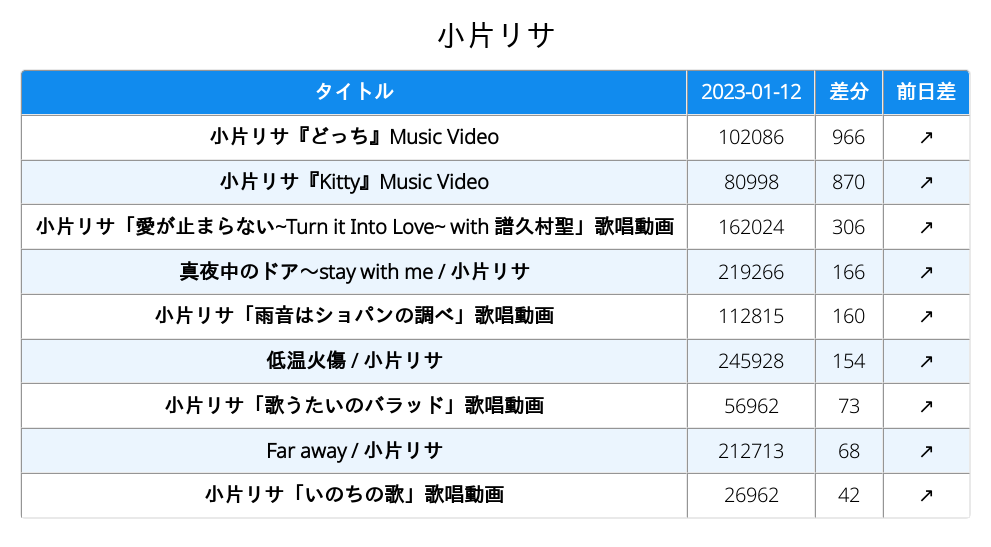 小片リサ
タイトル 2023-01-12 差分 前日差
小片リサ『どっち』Music Video 102086 966 ↗
小片リサ『Kitty』Music Video 80998 870 ↗
小片リサ「愛が止まらない~Turn it Into Love~ with 譜久村聖」歌唱動画 162024 306 ↗
真夜中のドア〜stay with me / 小片リサ 219266 166 ↗
小片リサ「雨音はショパンの調べ」歌唱動画 112815 160 ↗
低温火傷 / 小片リサ 245928 154 ↗
小片リサ「歌うたいのバラッド」歌唱動画 56962 73 ↗
Far away / 小片リサ 212713 68 ↗
小片リサ「いのちの歌」歌唱動画 26962 42 ↗